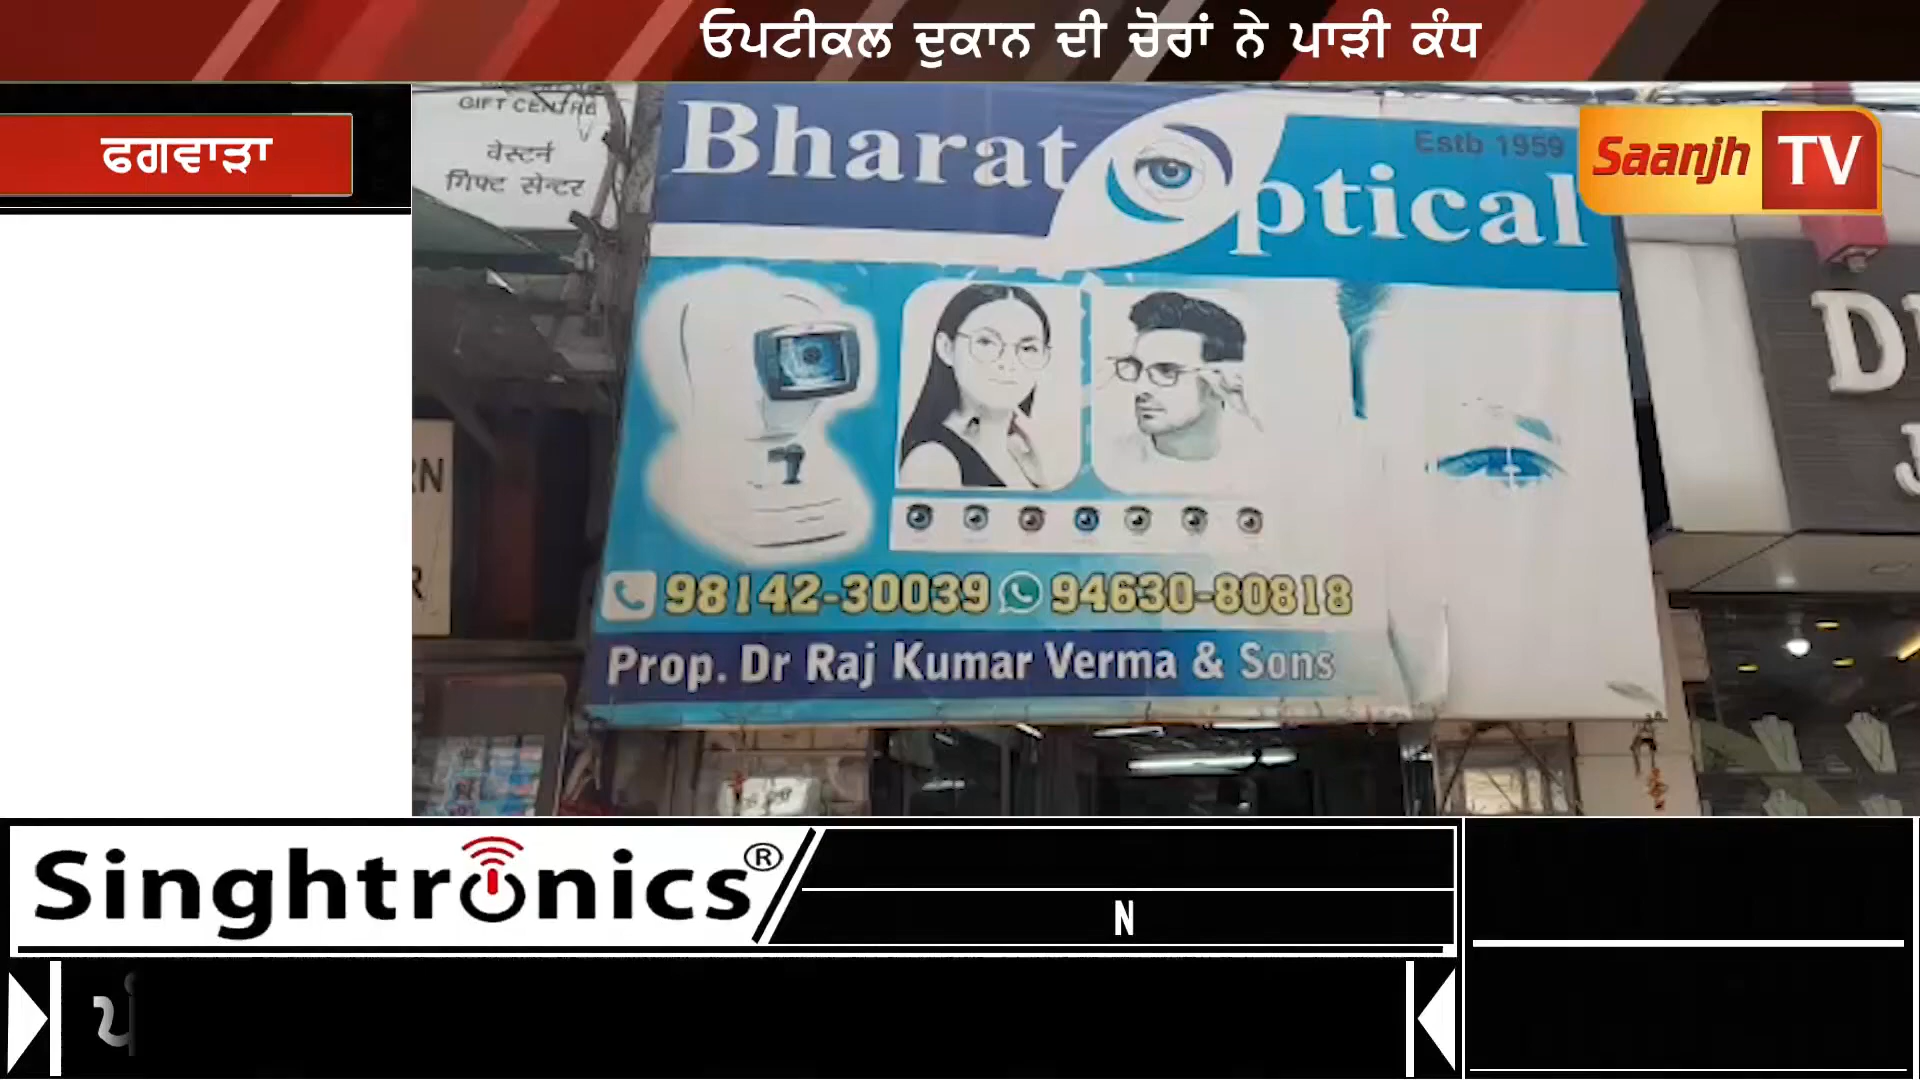 ਓਪਟੀਕਲ ਦੁਕਾਨ ਦੀ ਚੋਰਾਂ ਨੇ ਪਾੜੀ ਕੰਧ
ਫਗਵਾੜਾ
GIFT CENTRE
वेस्टर्न
गिफ्ट सेन्टर
Bharat Optical
Estb 1959
Saanjh TV
98142-30039 94630-80818
Prop. Dr Raj Kumar Verma & Sons
Singhtronics®
N